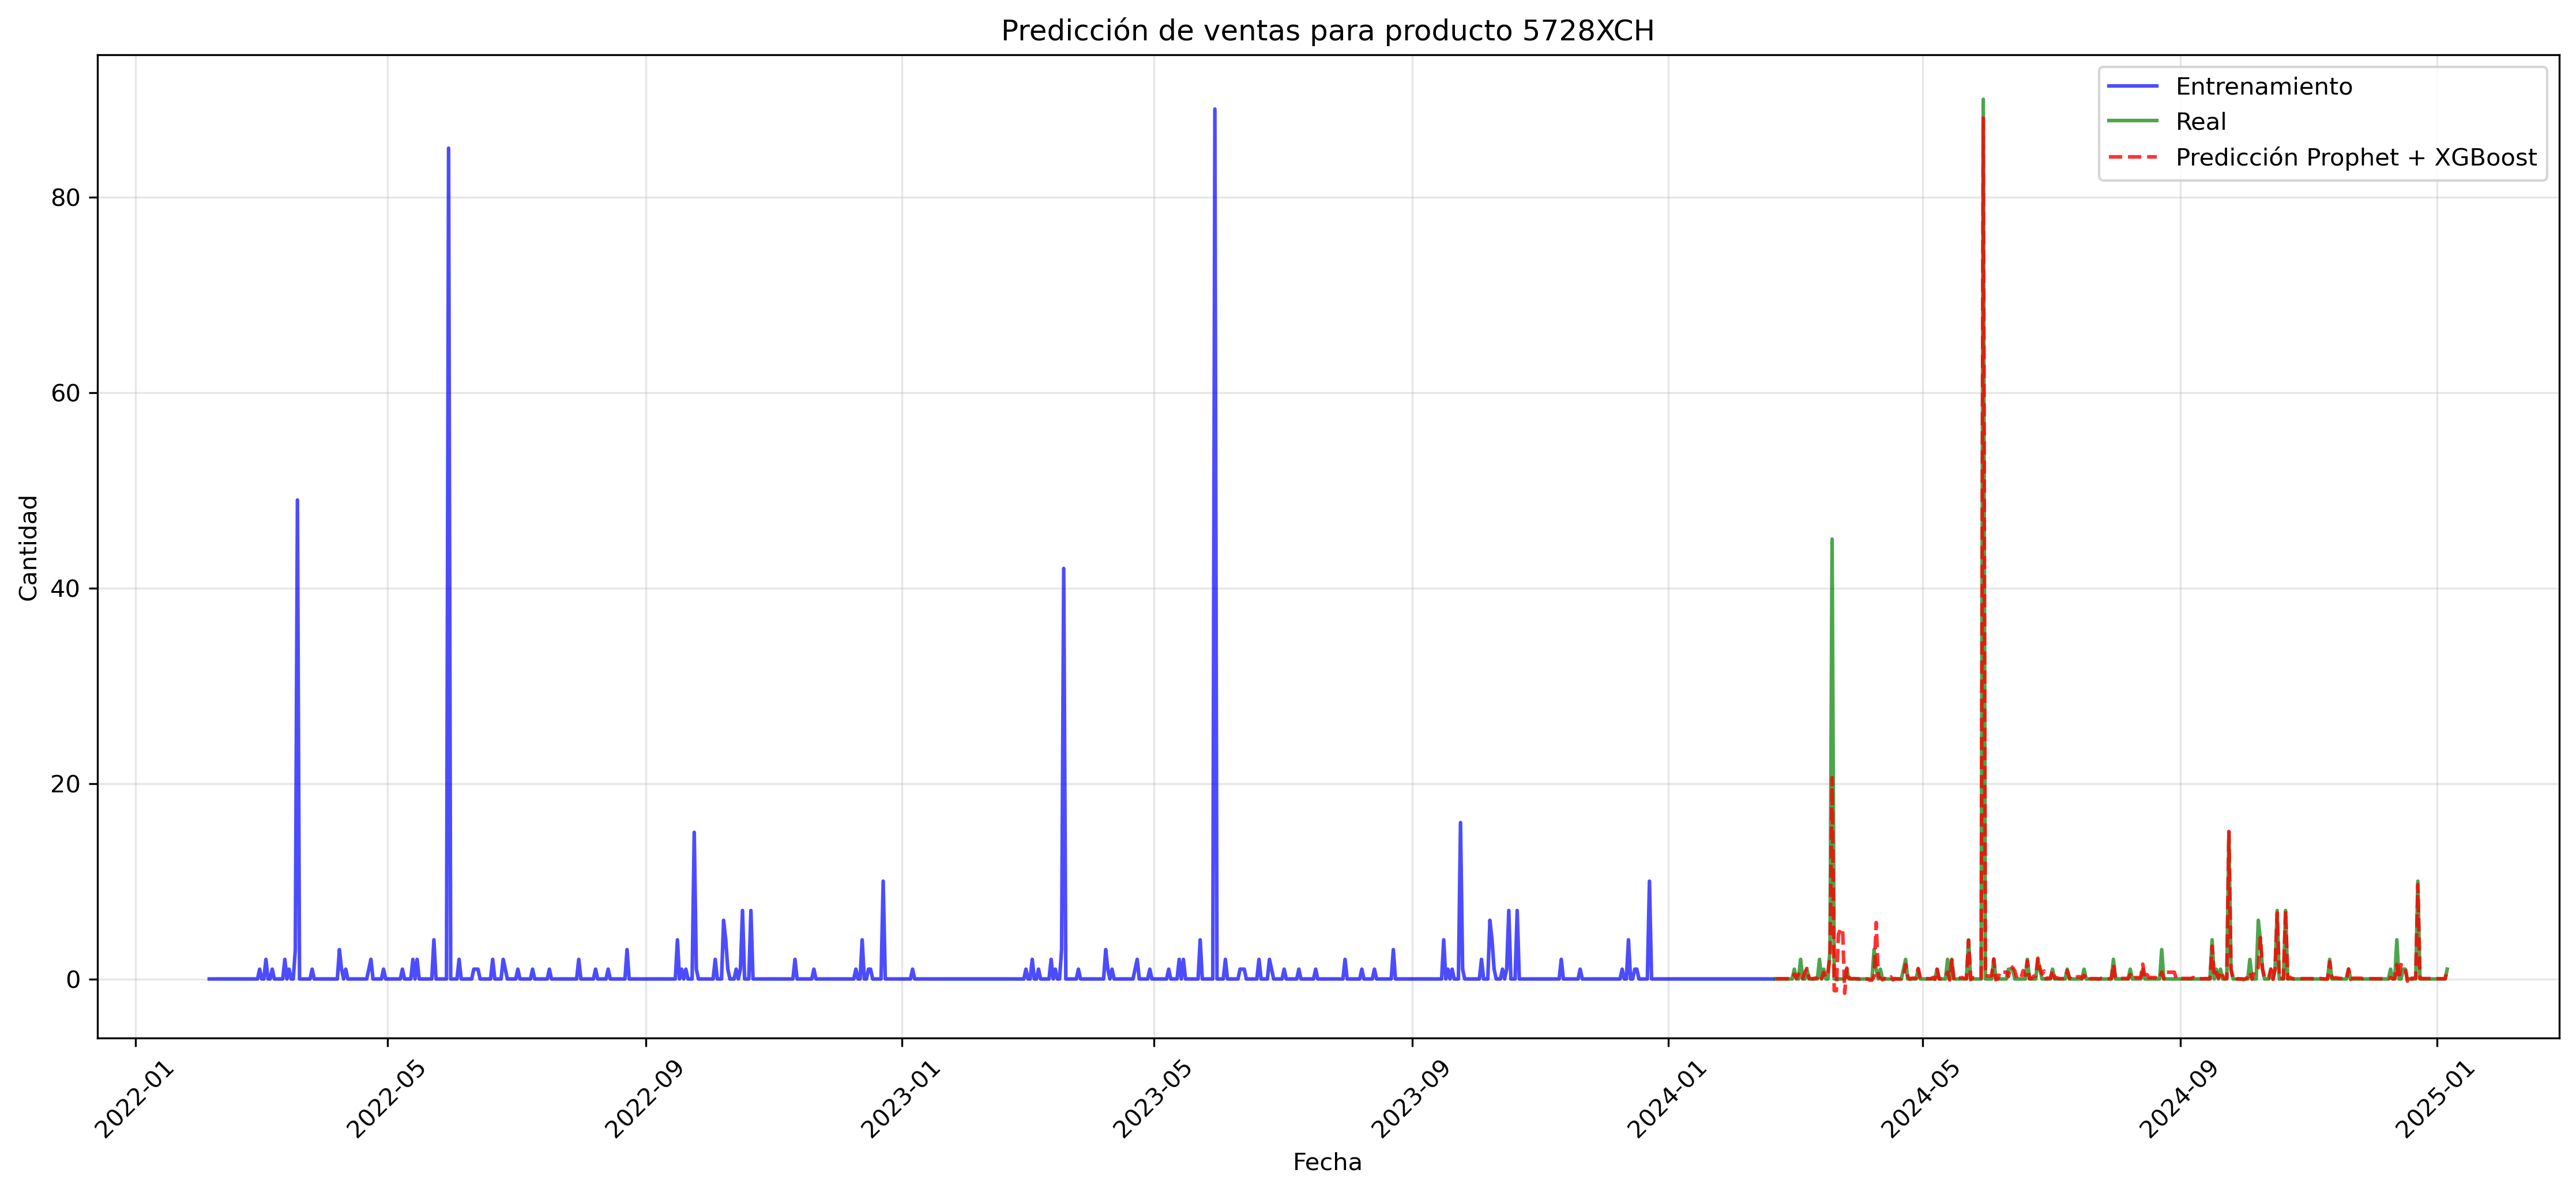 Predicción de ventas para producto 5728XCH
Entrenamiento
Real
Predicción Prophet + XGBoost
Cantidad
80
60
40
20
0
2022-01
2022-05
2022-09
2023-01
2023-05
2023-09
2024-01
2024-05
2024-09
2025-01
Fecha